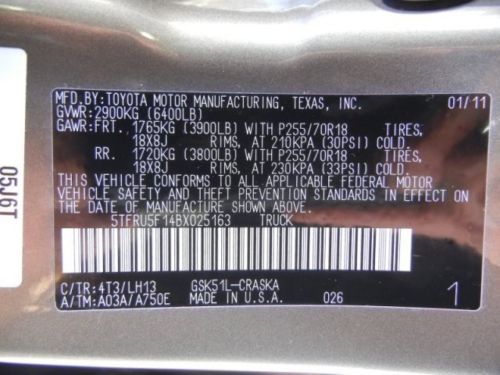 MFD.BY:TOYOTA MOTOR MANUFACTURING, TEXAS, INC. 01/11
GVWR:2900KG (6400LB)
GAWR:FRT. 1765KG (3900LB) WITH P255/70R18 TIRES,
18X8J RIMS, AT 210KPA (30PSI) COLD.
RR. 1720KG (3800LB) WITH P255/70R18 TIRES,
18X8J RIMS, AT 230KPA (33PSI) COLD.
THIS VEHICLE CONFORMS TO ALL APPLICABLE FEDERAL MOTOR
VEHICLE SAFETY AND THEFT PREVENTION STANDARDS IN EFFECT ON
THE DATE OF MANUFACTURE SHOWN ABOVE.
5TFRU5F14BX025163 TRUCK
C/TR:4T3/LH13 GSK51L-CRASKA
A/TM:A03A/A750E MADE IN U.S.A. 026 1
05J6T